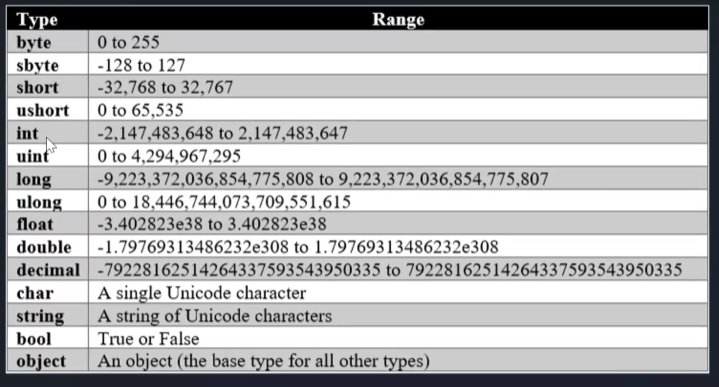 Type Range
byte 0 to 255
sbyte -128 to 127
short -32,768 to 32,767
ushort 0 to 65,535
int -2,147,483,648 to 2,147,483,647
uint 0 to 4,294,967,295
long -9,223,372,036,854,775,808 to 9,223,372,036,854,775,807
ulong 0 to 18,446,744,073,709,551,615
float -3.402823e38 to 3.402823e38
double -1.79769313486232e308 to 1.79769313486232e308
decimal -79228162514264337593543950335 to 79228162514264337593543950335
char A single Unicode character
string A string of Unicode characters
bool True or False
object An object (the base type for all other types)